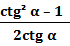 ctg² α – 1
2ctg α